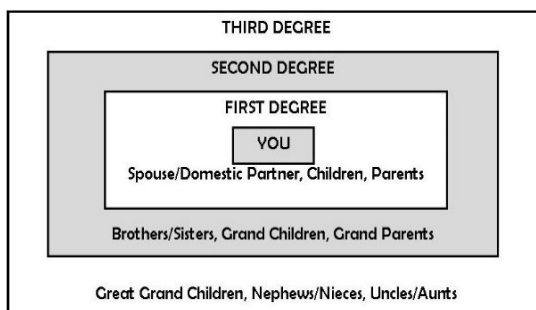 THIRD DEGREE
SECOND DEGREE
FIRST DEGREE
YOU
Spouse/Domestic Partner, Children, Parents
Brothers/Sisters, Grand Children, Grand Parents
Great Grand Children, Nephews/Nieces, Uncles/Aunts